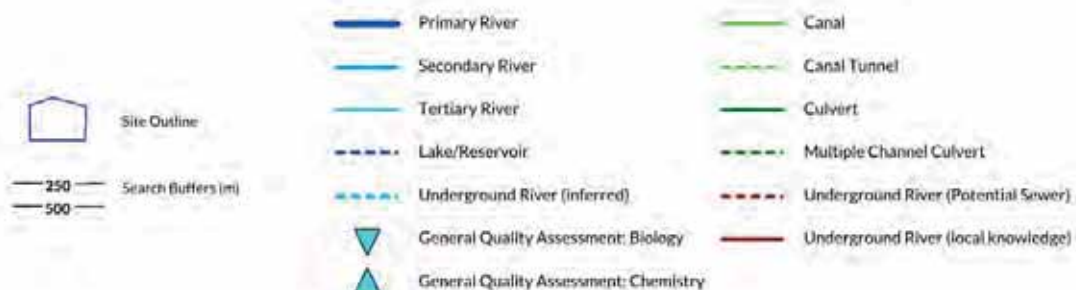 Site Outline
250
Search Buffers (m)
500
Primary River
Secondary River
Tertiary River
Lake/Reservoir
Underground River (inferred)
General Quality Assessment: Biology
General Quality Assessment: Chemistry
Canal
Canal Tunnel
Culvert
Multiple Channel Culvert
Underground River (Potential Sewer)
Underground River (local knowledge)